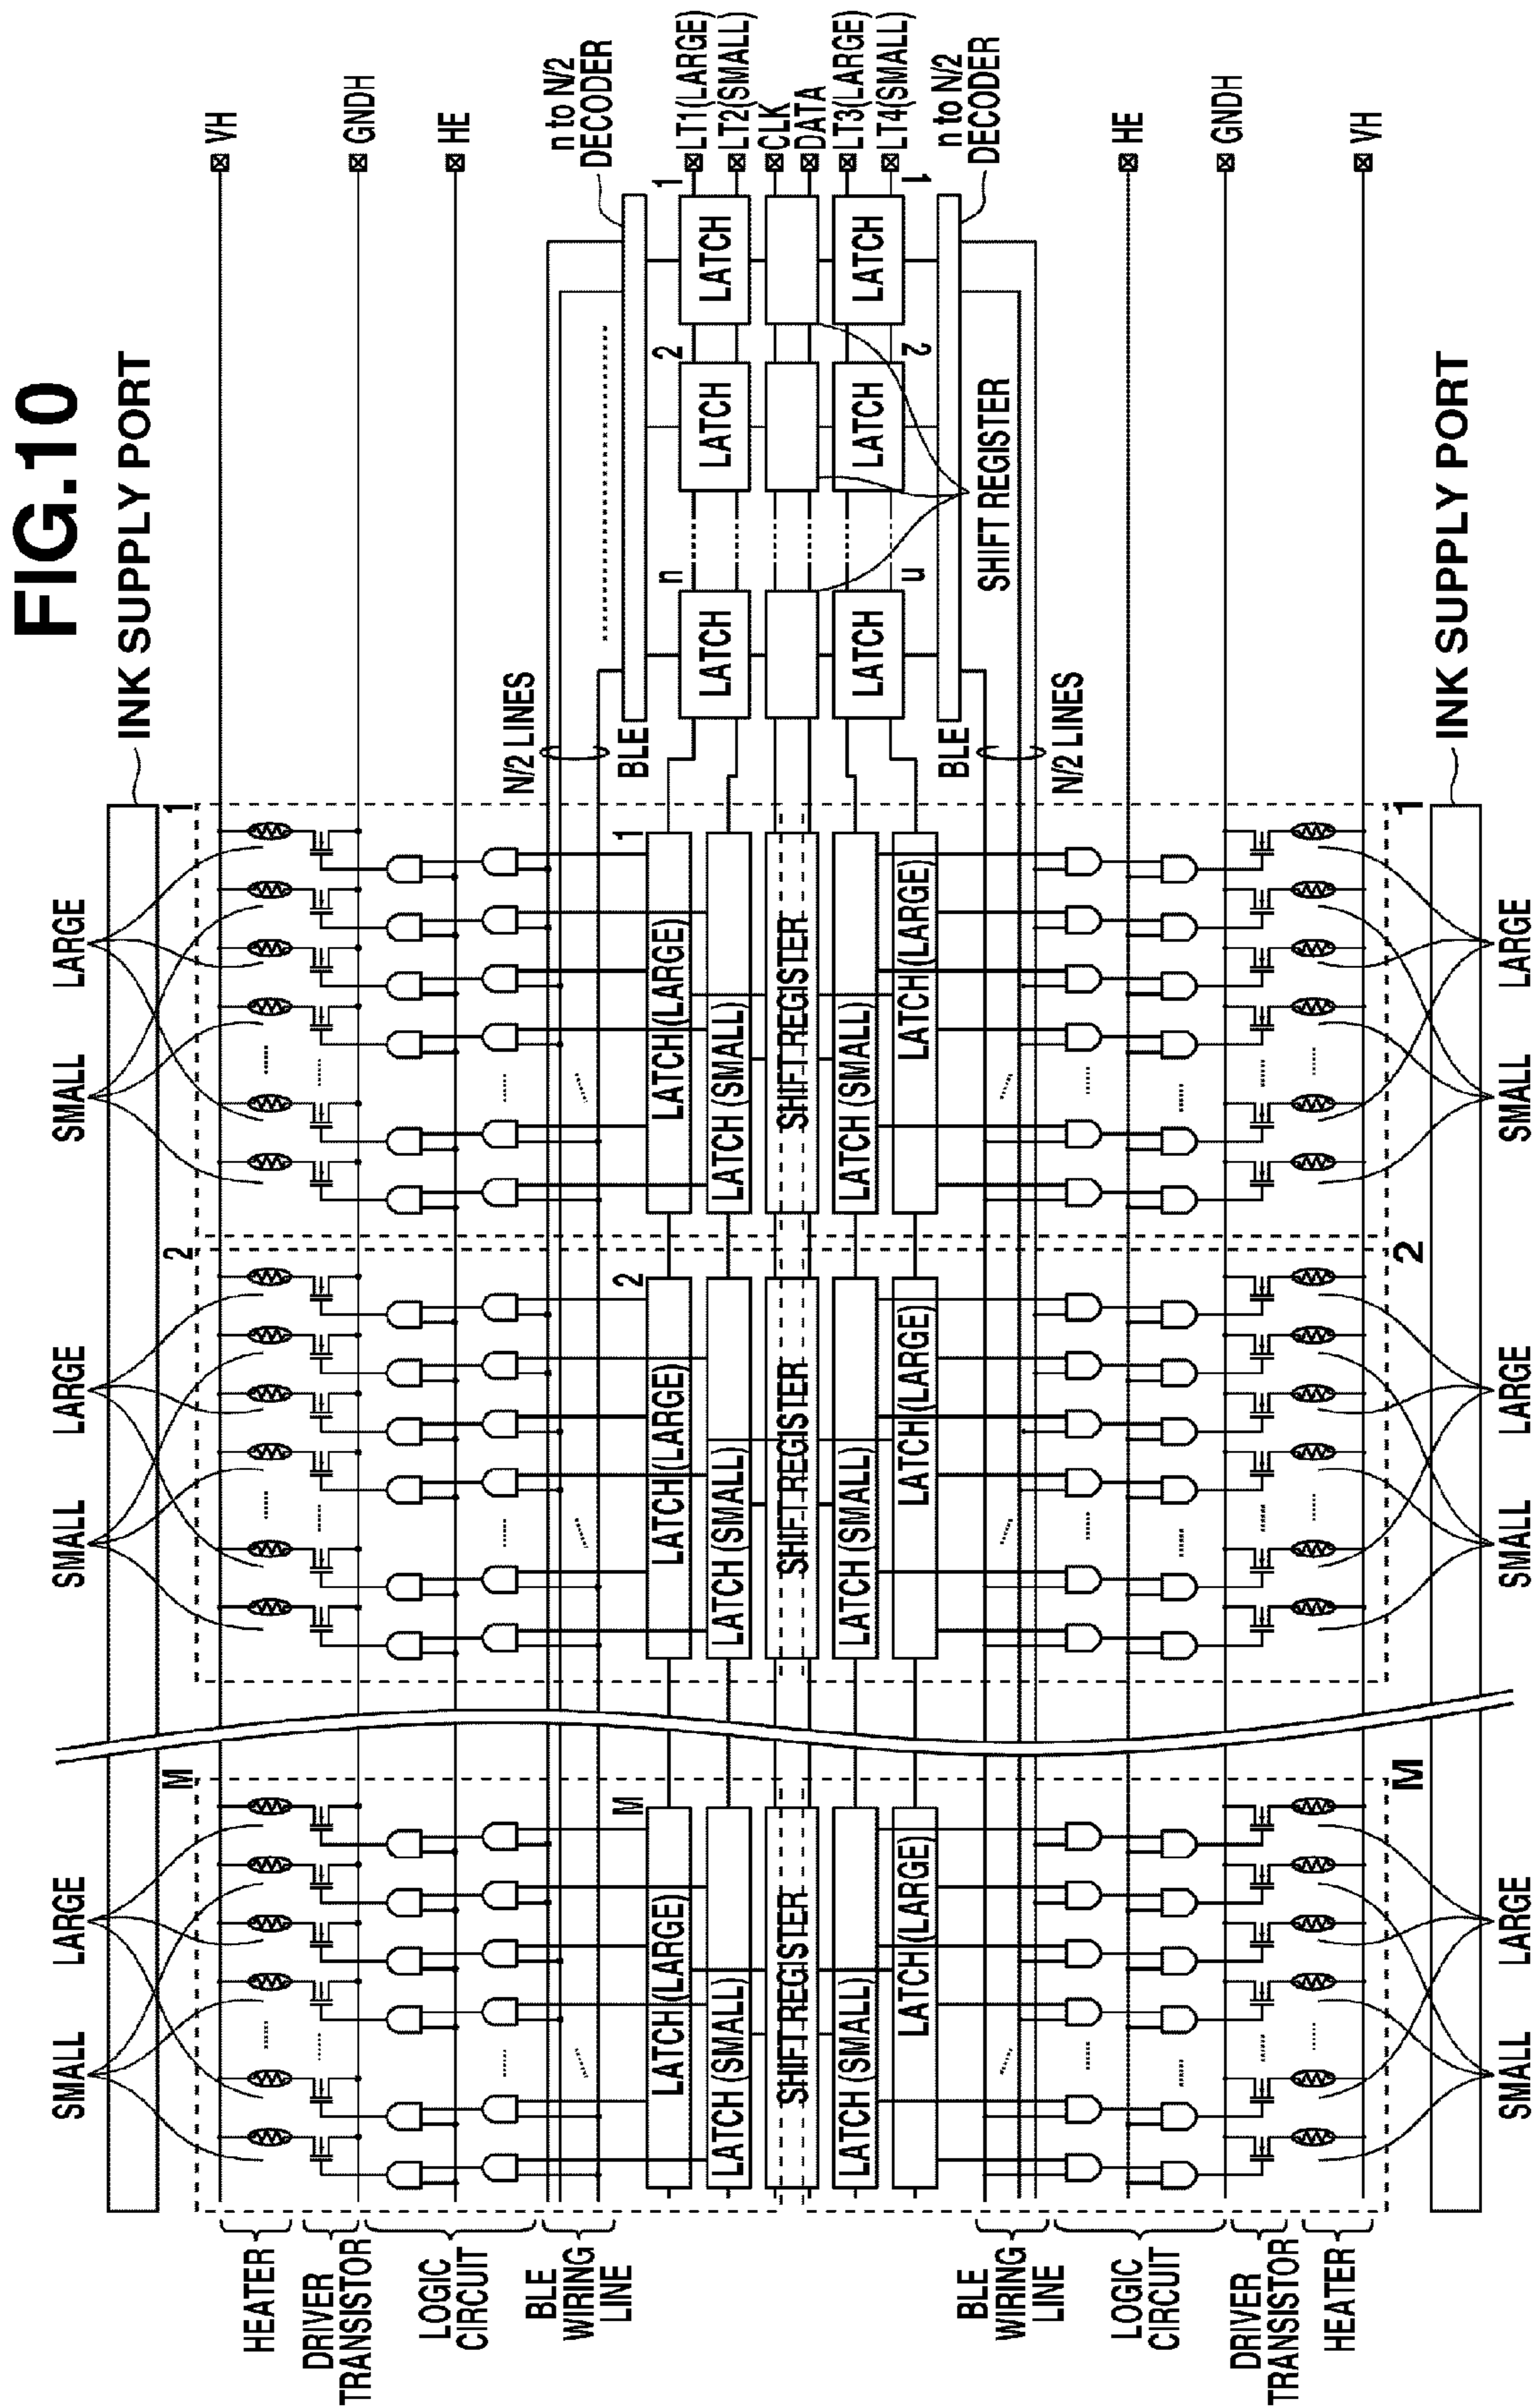 FIG.10
SMALL
LARGE
SMALL
LARGE
SMALL
LARGE
INK SUPPLY PORT
M
2
1
VH
HEATER
DRIVER
TRANSISTOR
GNDH
LOGIC
CIRCUIT
HE
BLE
WIRING
LINE
N/2 LINES
n to N/2
DECODER
BLE
M
2
1
n
2
1
LATCH (LARGE)
LATCH (LARGE)
LATCH (LARGE)
LATCH
LATCH
LATCH
LT1(LARGE)
LATCH (SMALL)
LATCH (SMALL)
LATCH (SMALL)
LT2(SMALL)
SHIFT REGISTER
SHIFT REGISTER
SHIFT REGISTER
CLK
DATA
LATCH (SMALL)
LATCH (SMALL)
LATCH (SMALL)
LATCH
LATCH
LATCH
LT3(LARGE)
LATCH (LARGE)
LATCH (LARGE)
LATCH (LARGE)
LT4(SMALL)
n
2
1
BLE
n to N/2
DECODER
SHIFT REGISTER
BLE
WIRING
LINE
N/2 LINES
LOGIC
CIRCUIT
HE
DRIVER
TRANSISTOR
GNDH
HEATER
VH
M
2
1
INK SUPPLY PORT
SMALL
LARGE
SMALL
LARGE
SMALL
LARGE